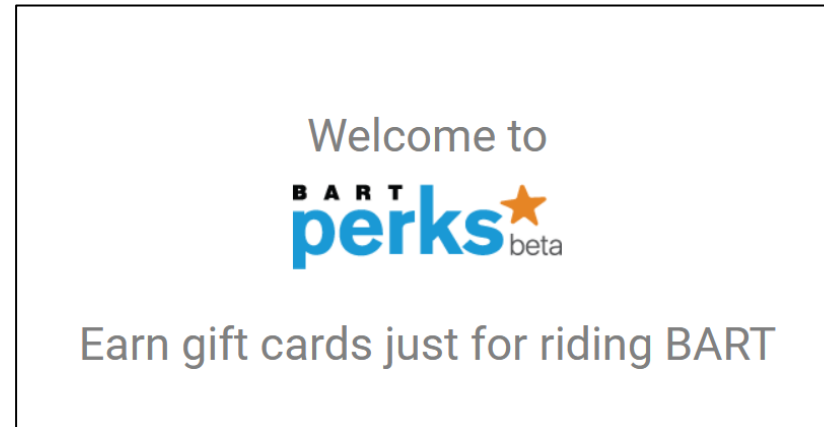 Welcome to
BART
perks
beta
Earn gift cards just for riding BART